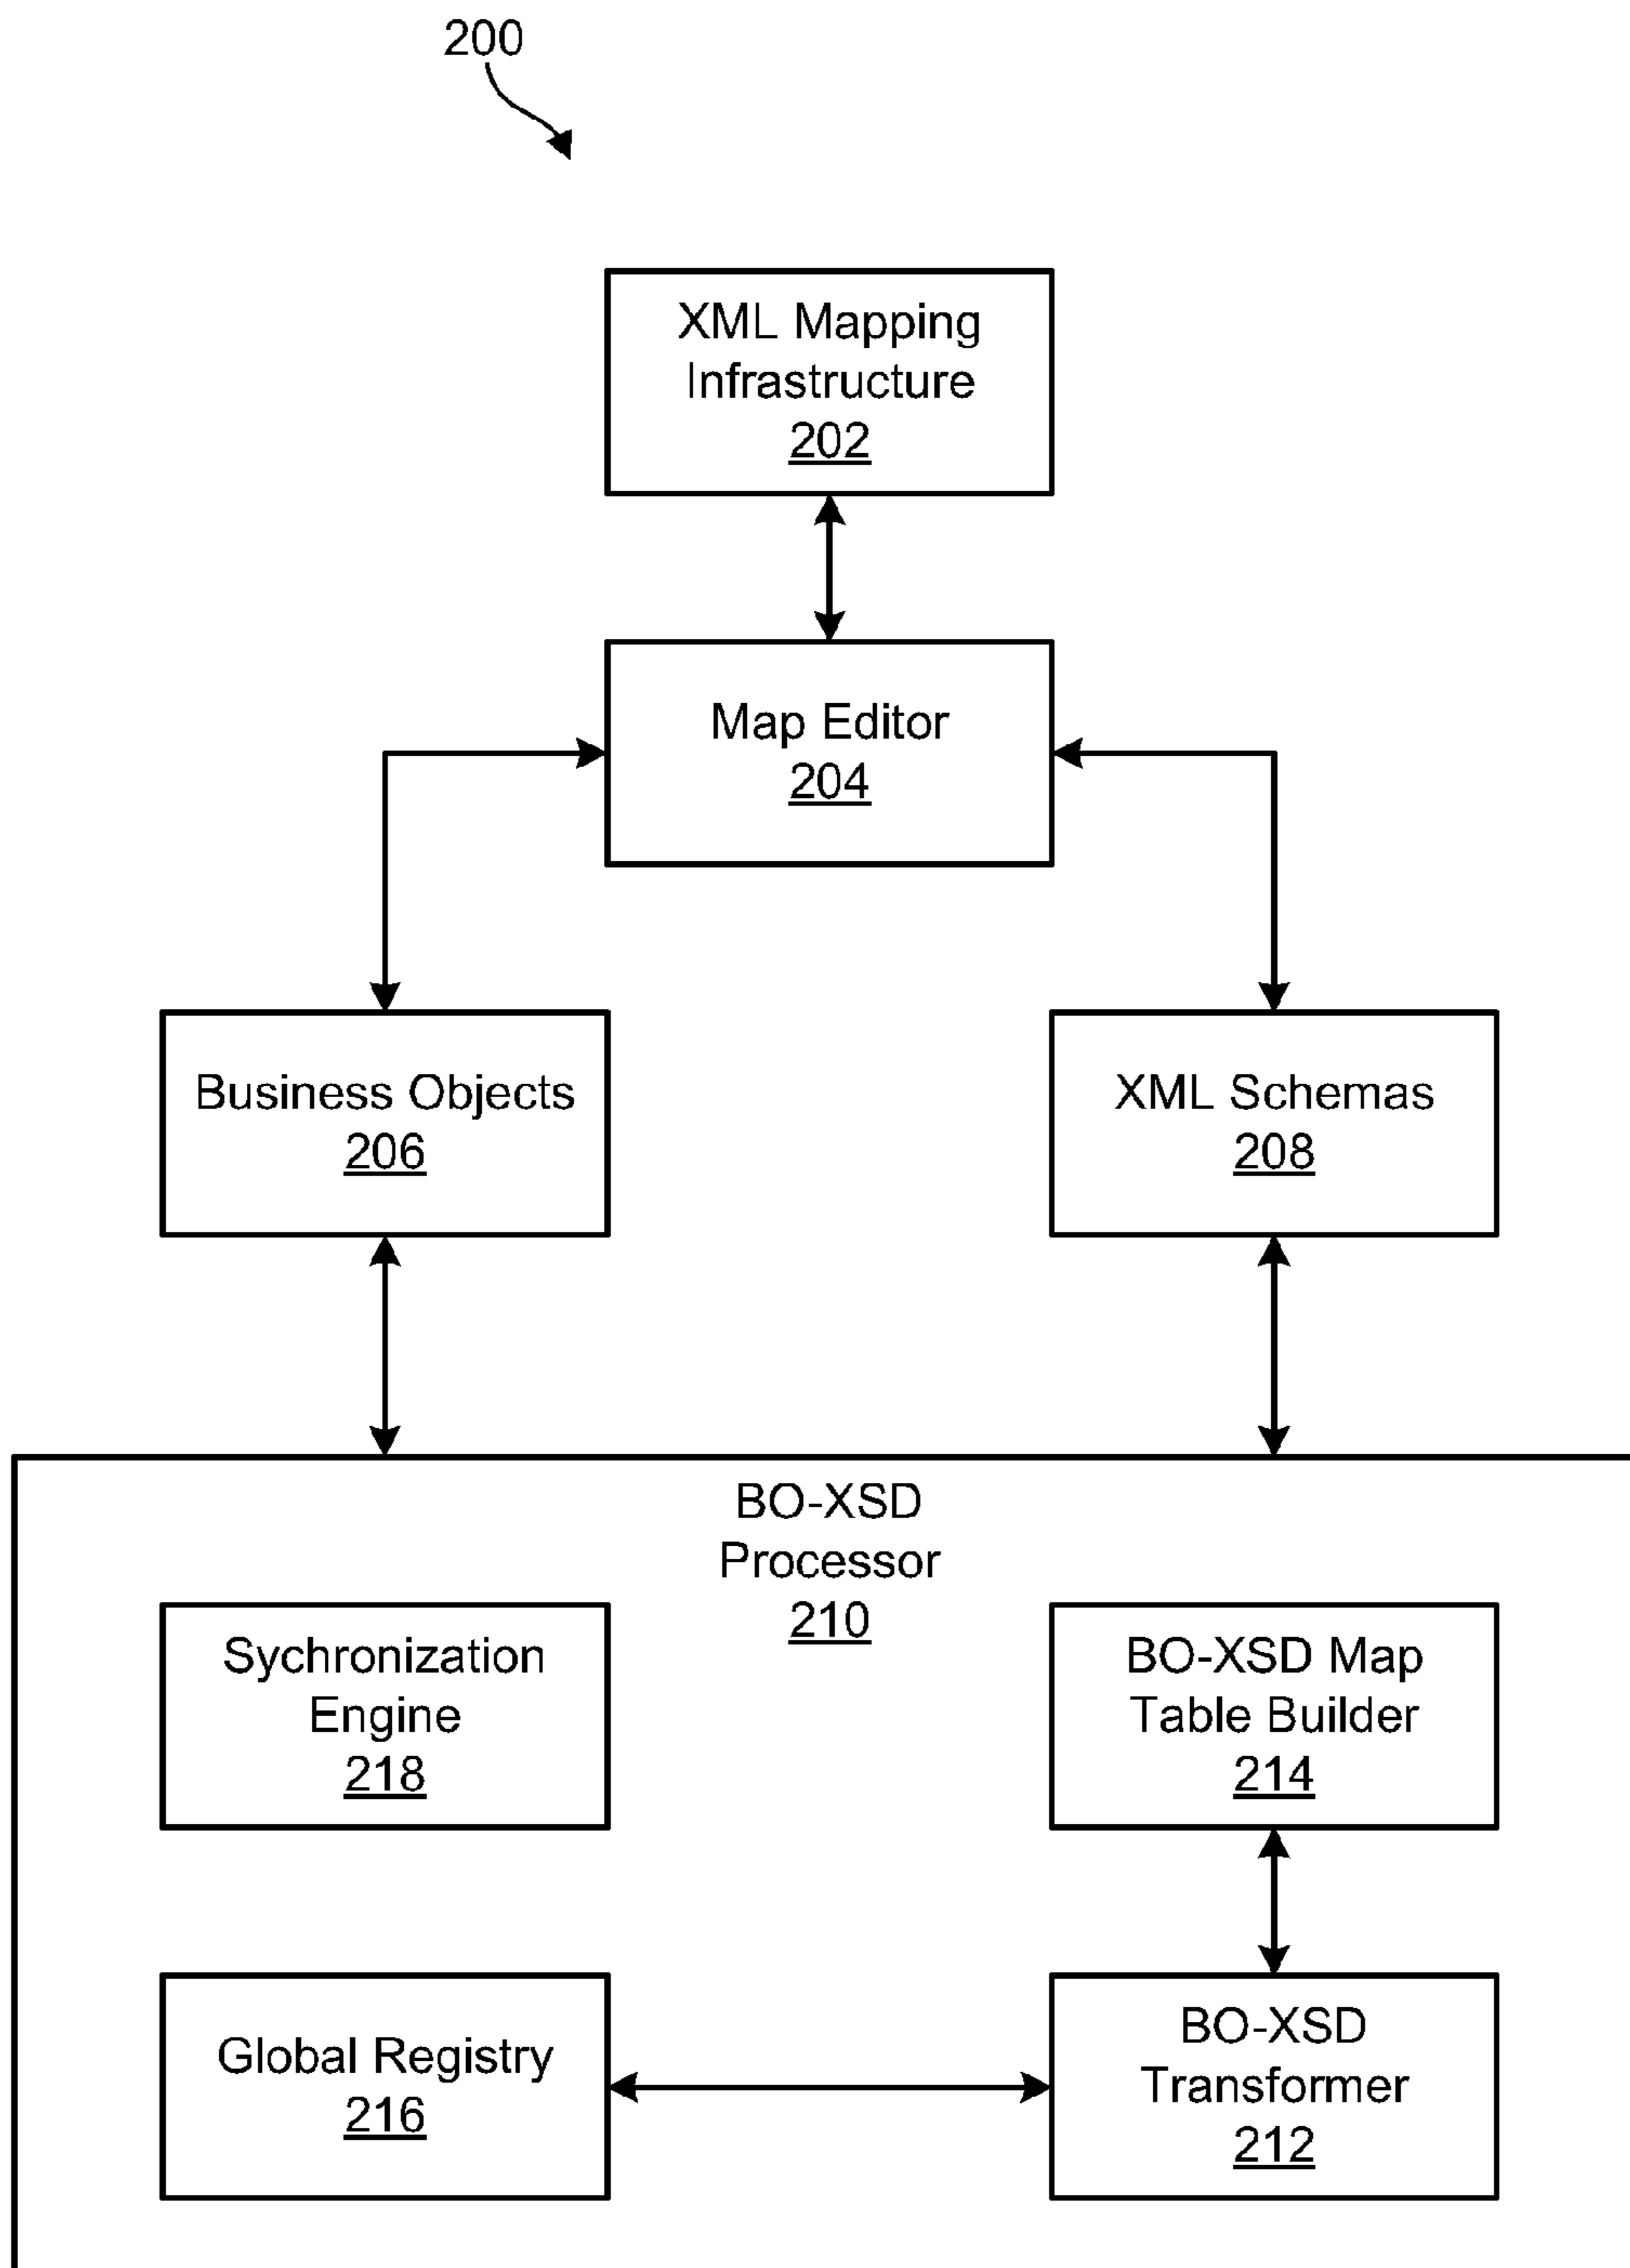 200
XML Mapping
Infrastructure
202
Map Editor
204
Business Objects
206
XML Schemas
208
BO-XSD
Processor
210
Sychronization
Engine
218
BO-XSD Map
Table Builder
214
Global Registry
216
BO-XSD
Transformer
212